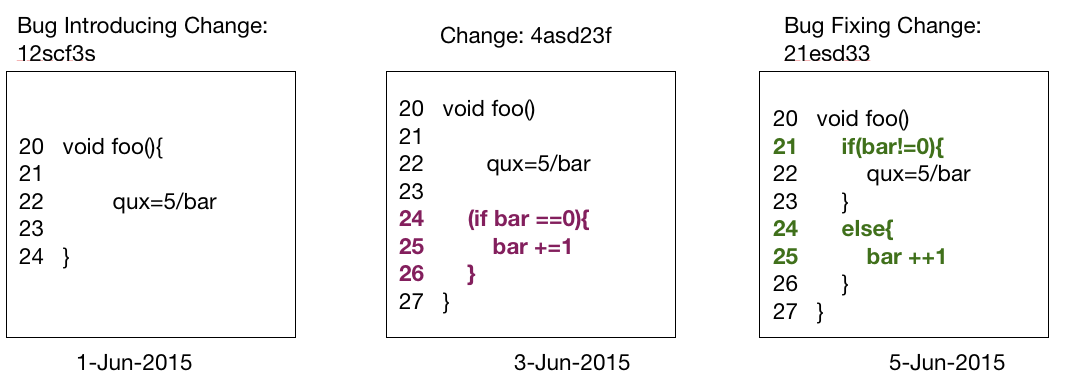 Bug Introducing Change:
12scf3s
20 void foo(){
21
22 qux=5/bar
23
24 }
1-Jun-2015
Change: 4asd23f
20 void foo()
21
22 qux=5/bar
23
24 (if bar ==0){
25 bar +=1
26 }
27 }
3-Jun-2015
Bug Fixing Change:
21esd33
20 void foo()
21 if(bar!=0){
22 qux=5/bar
23 }
24 else{
25 bar ++1
26 }
27 }
5-Jun-2015